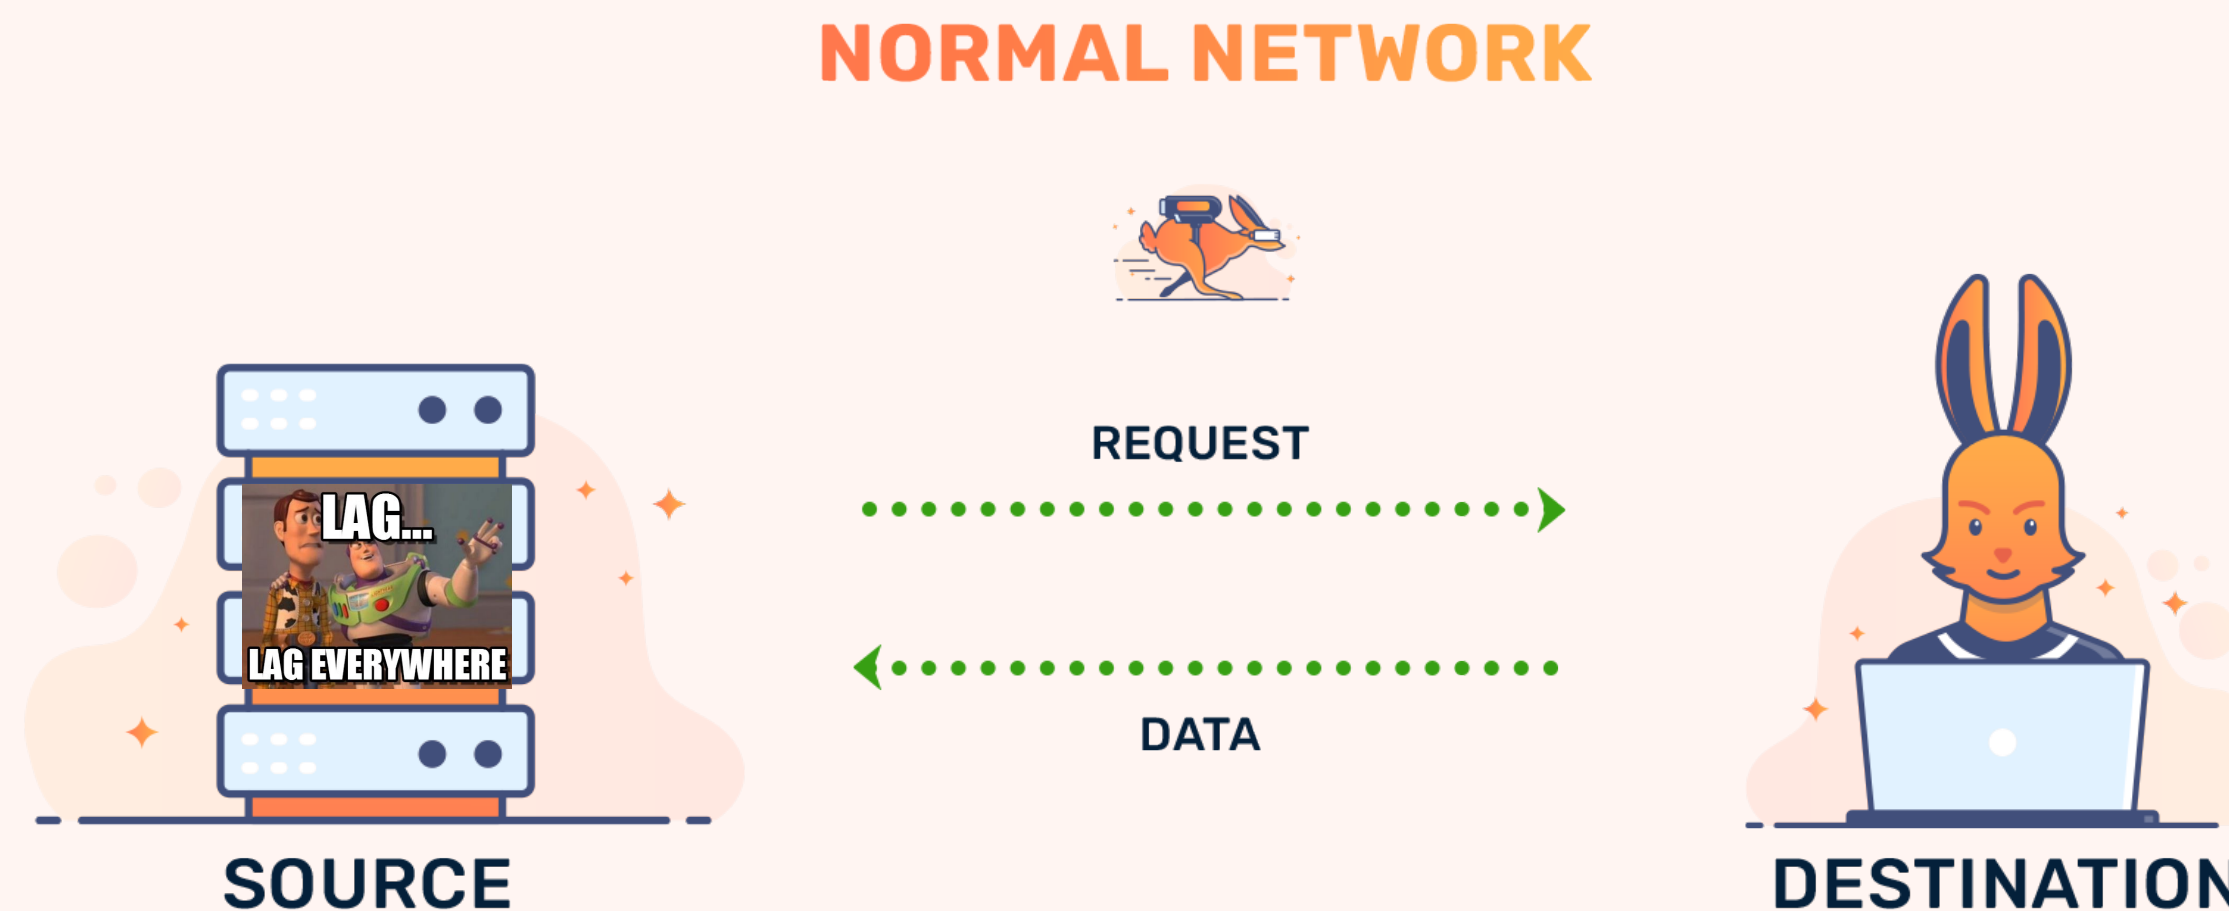 NORMAL NETWORK
REQUEST
LAG...
LAG EVERYWHERE
DATA
SOURCE
DESTINATION